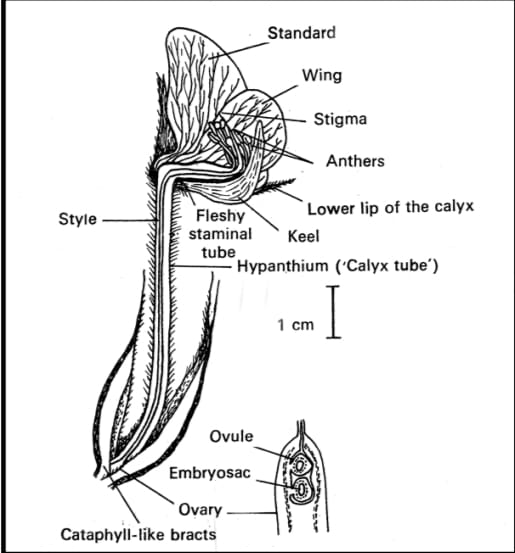 Standard
Wing
Stigma
Anthers
Lower lip of the calyx
Style
Fleshy
staminal
tube
Keel
Hypanthium (‘Calyx tube’)
1 cm
Ovule
Embryosac
Ovary
Cataphyll-like bracts